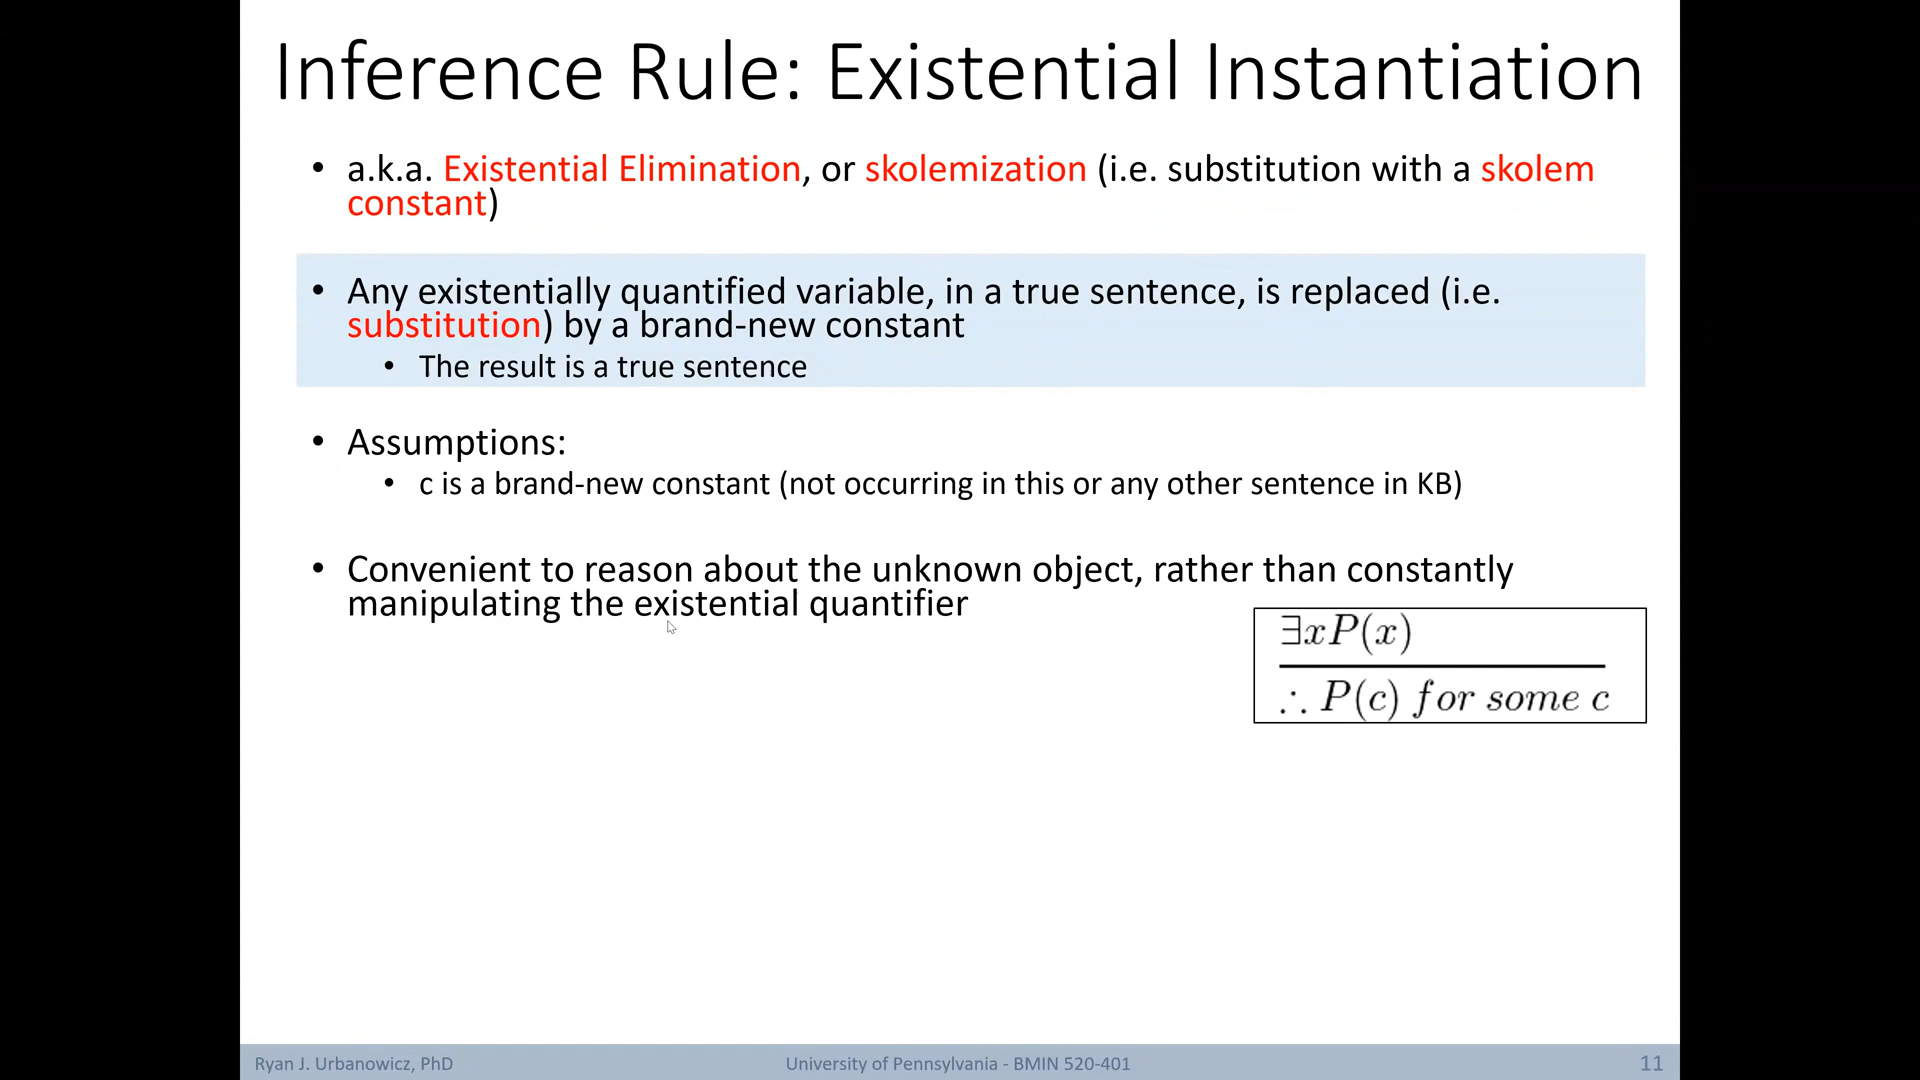 Inference Rule: Existential Instantiation
• a.k.a. Existential Elimination, or skolemization (i.e. substitution with a skolem
constant)
• Any existentially quantified variable, in a true sentence, is replaced (i.e.
substitution) by a brand-new constant
• The result is a true sentence
• Assumptions:
• c is a brand-new constant (not occurring in this or any other sentence in KB)
• Convenient to reason about the unknown object, rather than constantly
manipulating the existential quantifier
∃xP(x)
∴ P(c) for some c
Ryan J. Urbanowicz, PhD
University of Pennsylvania - BMIN 520-401
11